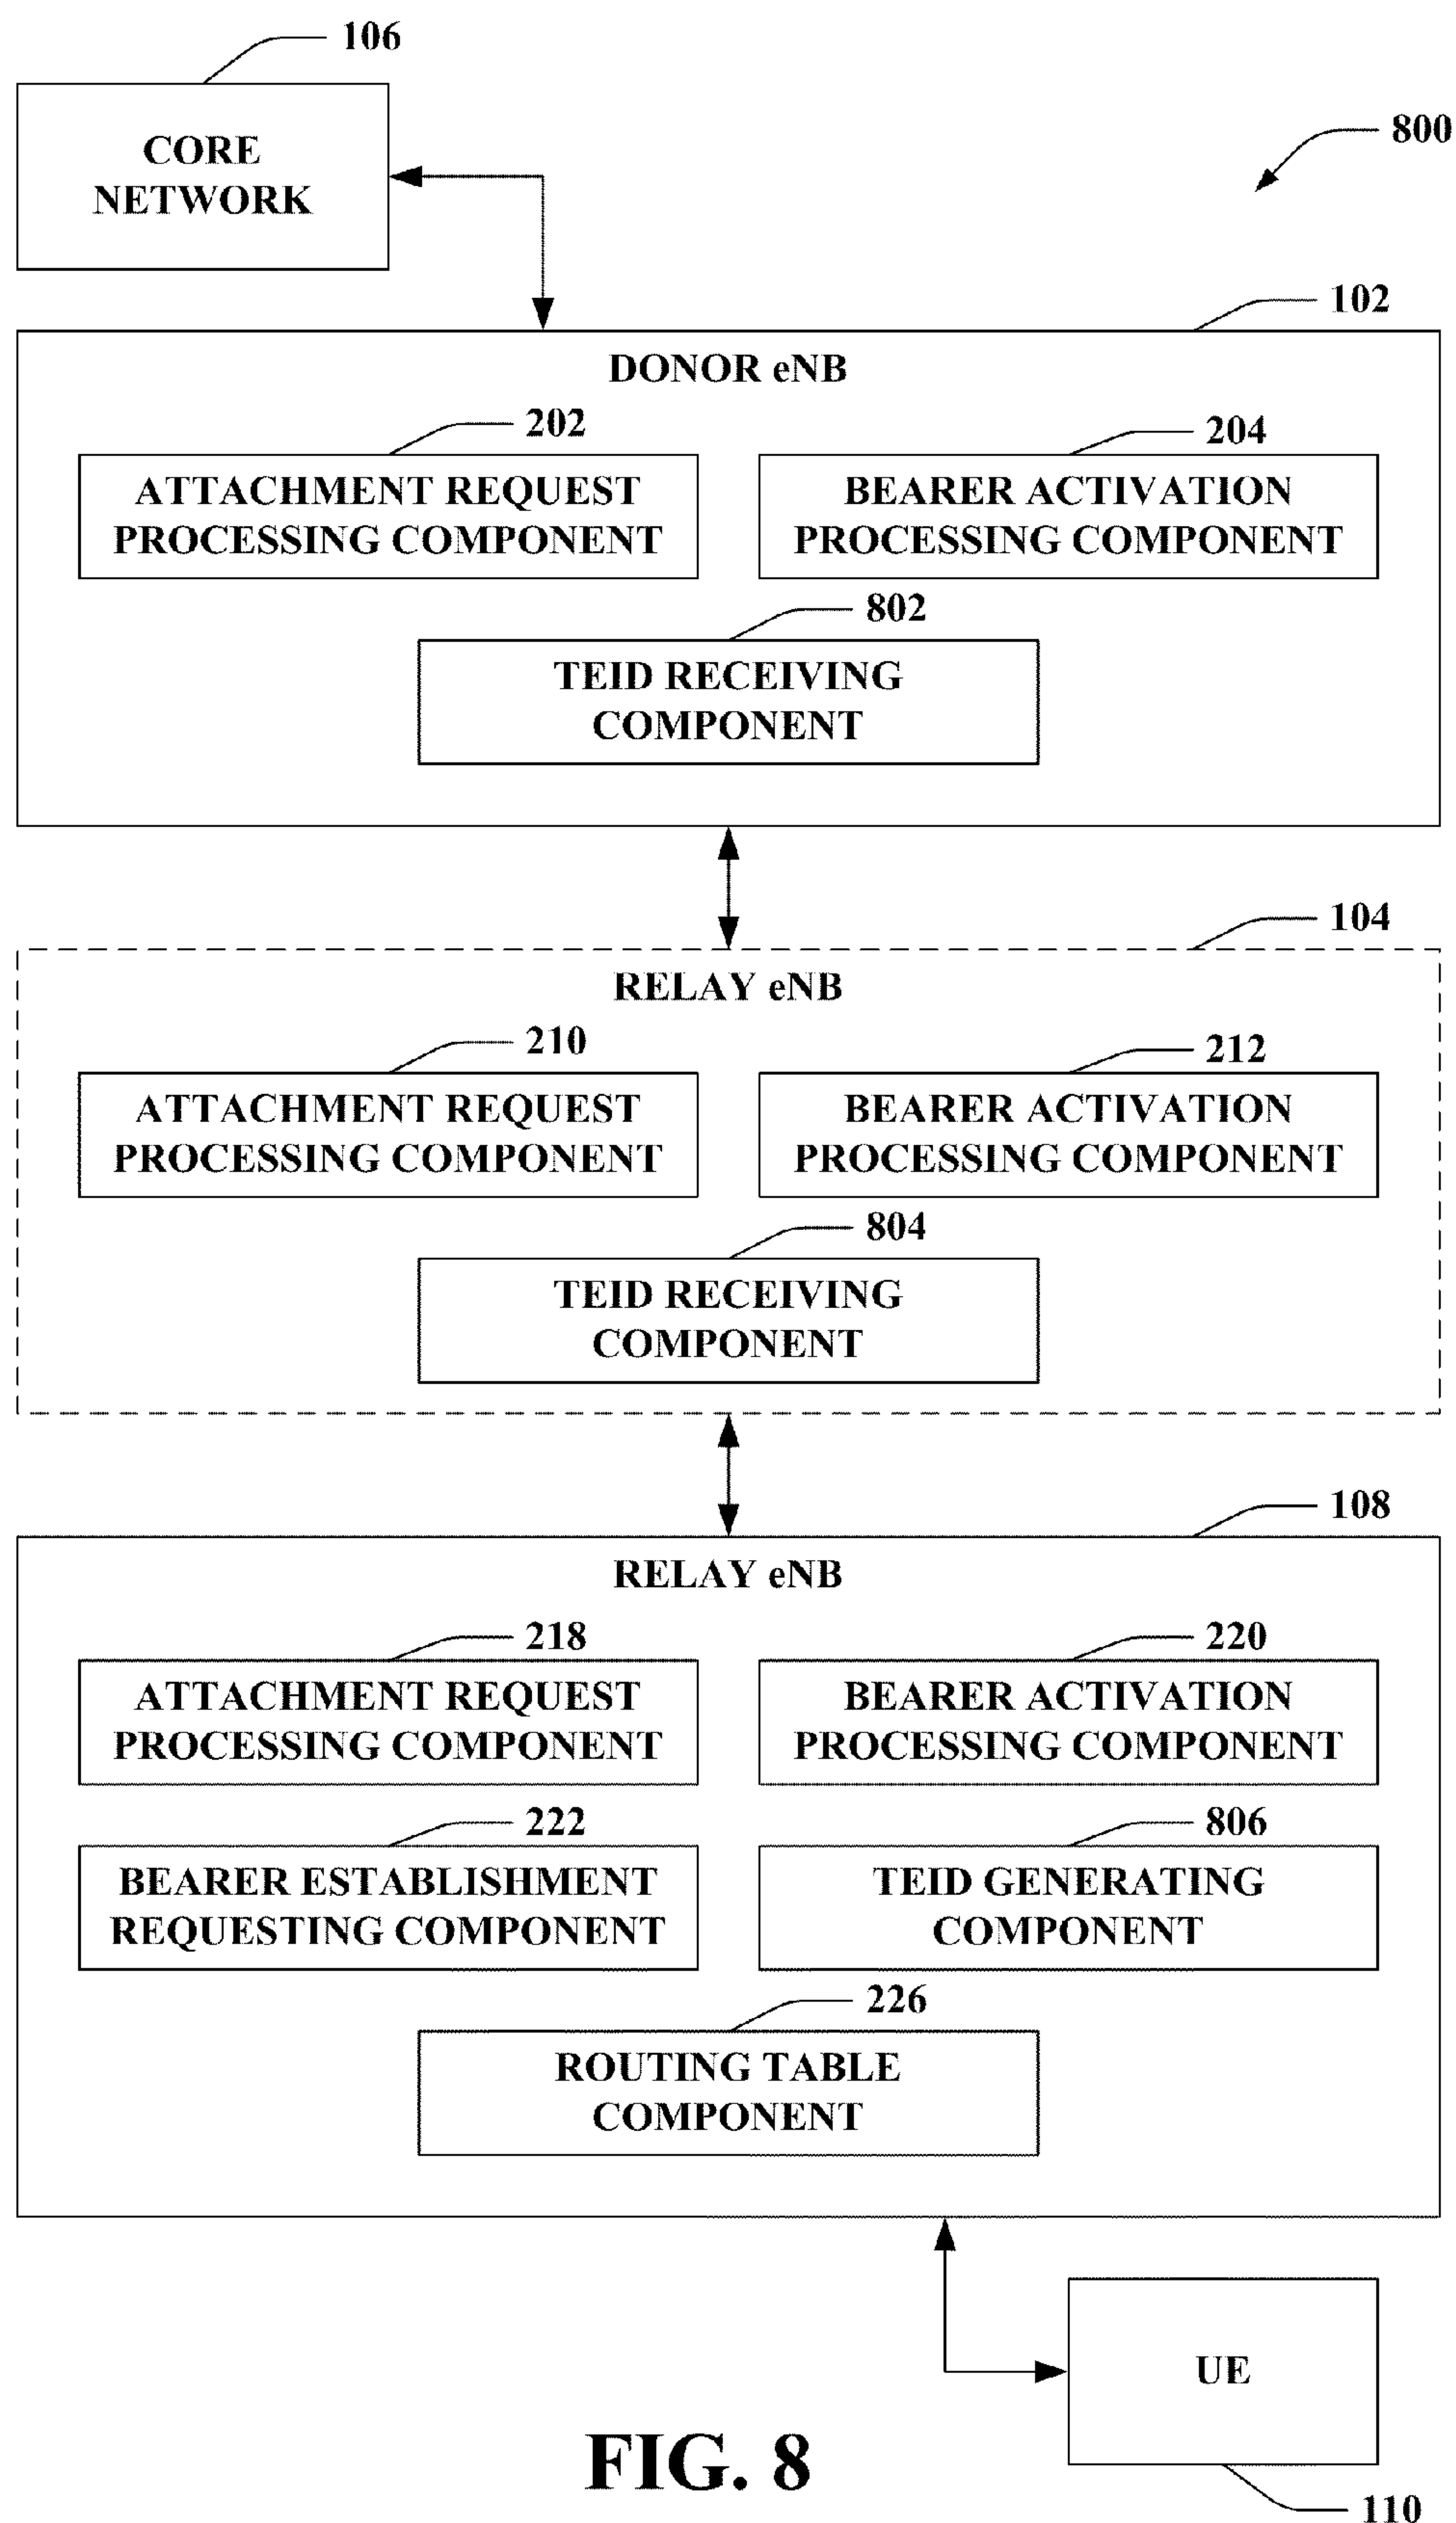 106
CORE
NETWORK
800
102
DONOR eNB
202
204
ATTACHMENT REQUEST
PROCESSING COMPONENT
BEARER ACTIVATION
PROCESSING COMPONENT
802
TEID RECEIVING
COMPONENT
104
RELAY eNB
210
212
ATTACHMENT REQUEST
PROCESSING COMPONENT
BEARER ACTIVATION
PROCESSING COMPONENT
804
TEID RECEIVING
COMPONENT
108
RELAY eNB
218
220
ATTACHMENT REQUEST
PROCESSING COMPONENT
BEARER ACTIVATION
PROCESSING COMPONENT
222
806
BEARER ESTABLISHMENT
REQUESTING COMPONENT
TEID GENERATING
COMPONENT
226
ROUTING TABLE
COMPONENT
UE
110
FIG. 8